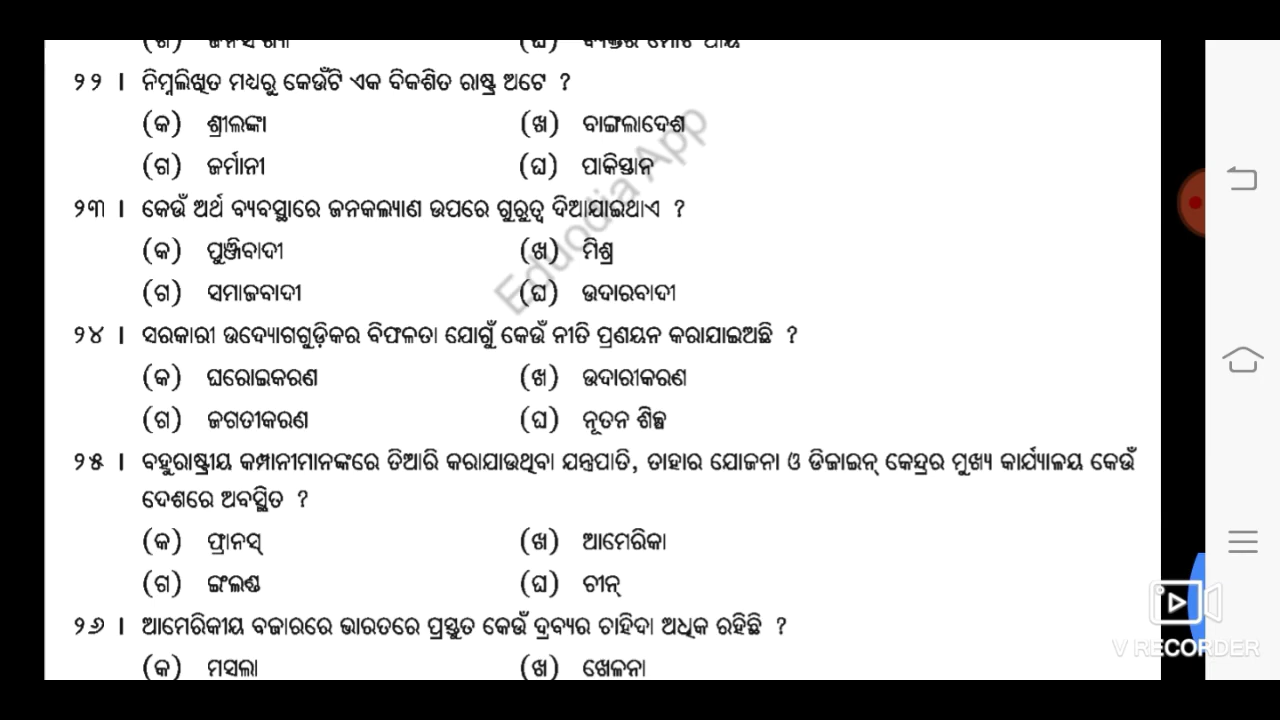 ୨୨ । ନିମ୍ନଲିଖିତ ମଧ୍ୟରୁ କେଉଁଟି ଏକ ବିକଶିତ ରାଷ୍ଟ୍ର ଅଟେ ?
(କ) ଶ୍ରୀଲଙ୍କା (ଖ) ବାଙ୍ଗଲାଦେଶ
(ଗ) ଜର୍ମାନୀ (ଘ) ପାକିସ୍ତାନ
୨୩ । କେଉଁ ଅର୍ଥ ବ୍ୟବସ୍ଥାରେ ଜନକଲ୍ୟାଣ ଉପରେ ଗୁରୁତ୍ୱ ଦିଆଯାଇଥାଏ ?
(କ) ପୁଞ୍ଜିବାଦୀ (ଖ) ମିଶ୍ର
(ଗ) ସମାଜବାଦୀ (ଘ) ଉଦାରବାଦୀ
୨୪ । ସରକାରୀ ଉଦ୍ୟୋଗଗୁଡ଼ିକର ବିଫଳତା ଯୋଗୁଁ କେଉଁ ନୀତି ପ୍ରଣୟନ କରାଯାଇଅଛି ?
(କ) ଘରୋଇକରଣ (ଖ) ଉଦାରୀକରଣ
(ଗ) ଜଗତୀକରଣ (ଘ) ନୂତନ ଶିଳ୍ପ
୨୫ । ବହୁରାଷ୍ଟ୍ରୀୟ କମ୍ପାନୀମାନଙ୍କରେ ତିଆରି କରାଯାଉଥିବା ଯନ୍ତ୍ରପାତି, ତାହାର ଯୋଜନା ଓ ଡିଜାଇନ୍ କେନ୍ଦ୍ରର ମୁଖ୍ୟ କାର୍ଯ୍ୟାଳୟ କେଉଁ
ଦେଶରେ ଅବସ୍ଥିତ ?
(କ) ଫ୍ରାନସ୍ (ଖ) ଆମେରିକା
(ଗ) ଇଂଲଣ୍ଡ (ଘ) ଚୀନ୍
୨୬ । ଆମେରିକୀୟ ବଜାରରେ ଭାରତରେ ପ୍ରସ୍ତୁତ କେଉଁ ଦ୍ରବ୍ୟର ଚାହିଦା ଅଧିକ ରହିଛି ?
(କ) ମସଲା (ଖ) ଖେଳନା
Eduodia App
V RECORDER